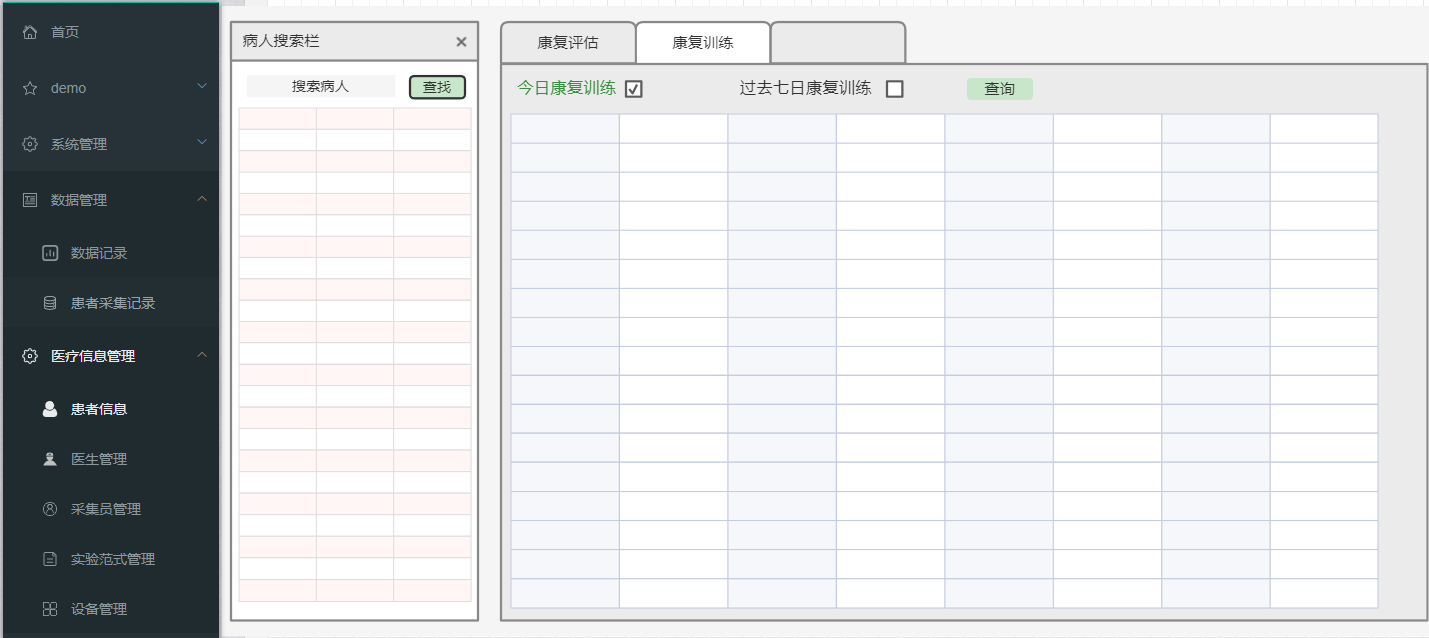 首页
demo
系统管理
数据管理
数据记录
患者采集记录
医疗信息管理
患者信息
医生管理
采集员管理
实验范式管理
设备管理
病人搜索栏
搜索病人 查找
康复评估 康复训练
今日康复训练 过去七日康复训练 查询